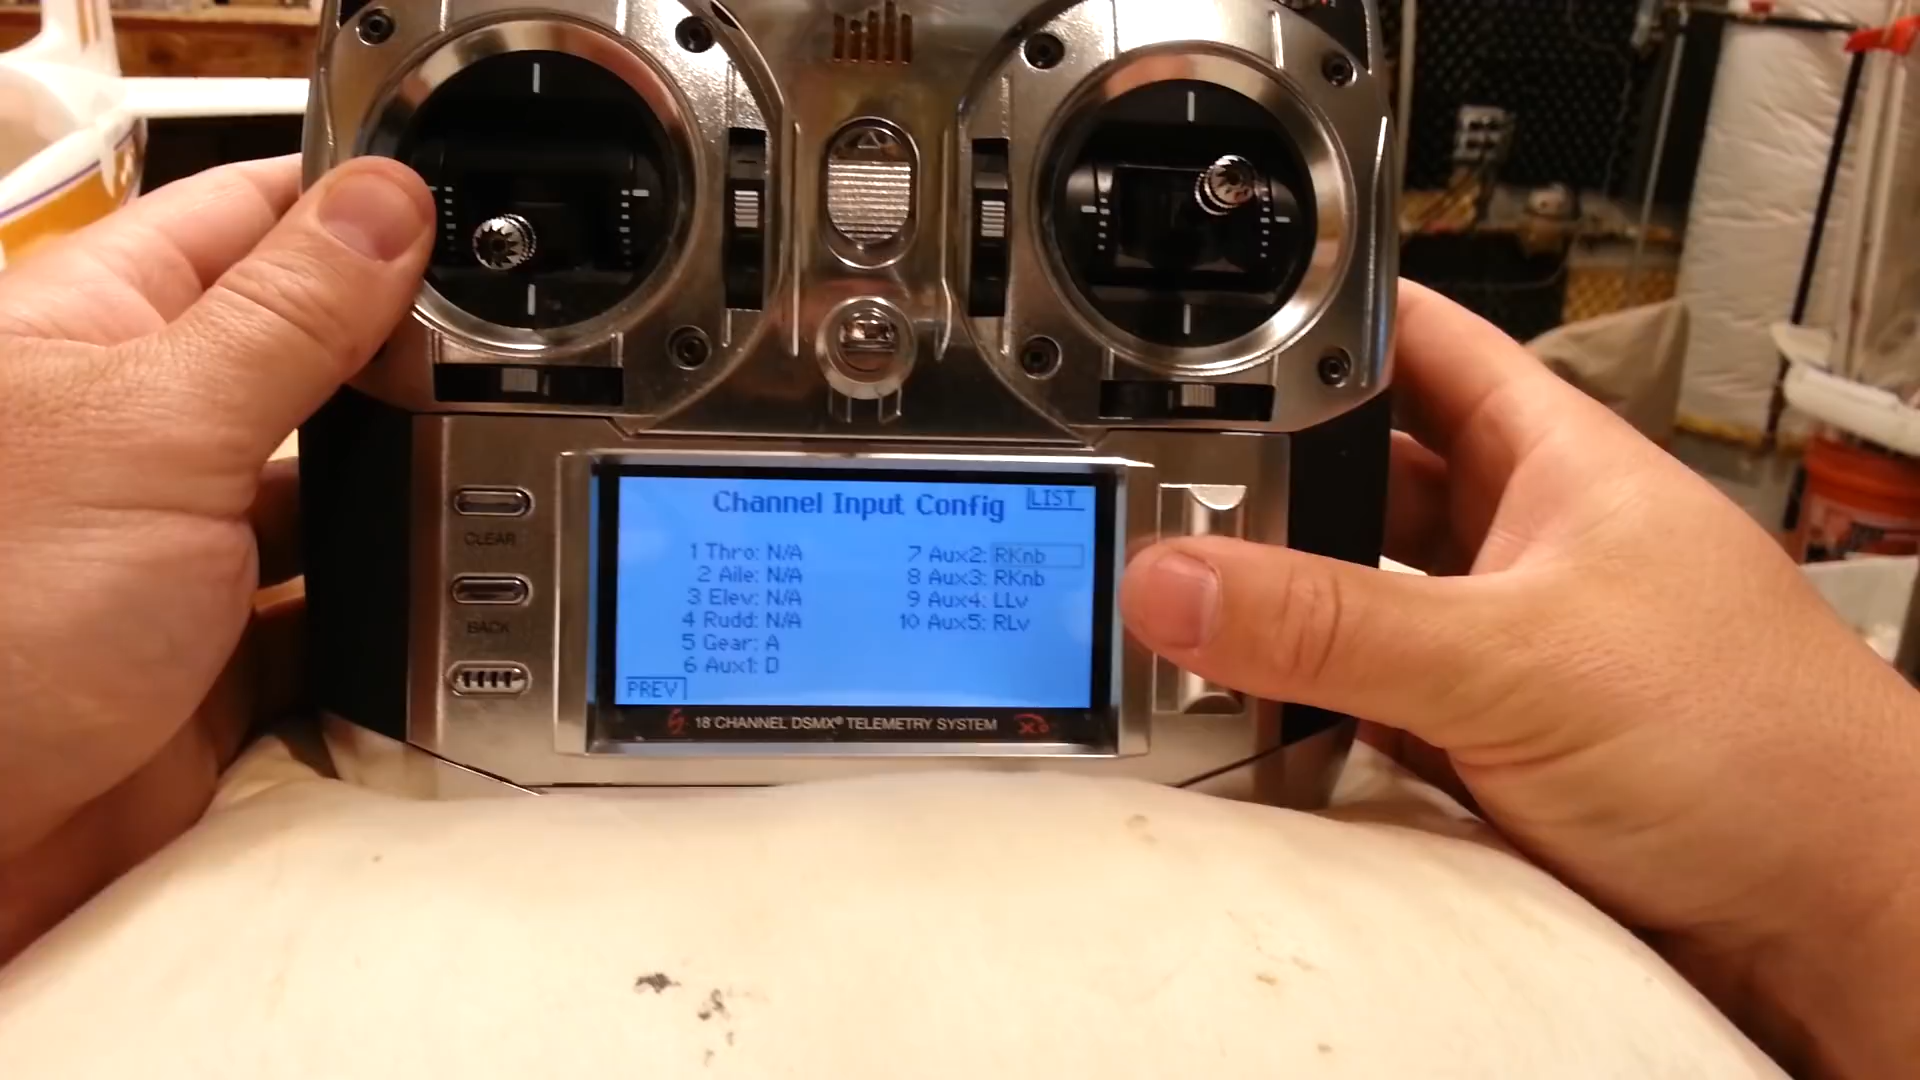 Channel Input Config
LIST
1 Thro: N/A
2 Aile: N/A
3 Elev: N/A
4 Rudd: N/A
5 Gear: A
6 Aux1: D
7 Aux2: RKnb
8 Aux3: RKnb
9 Aux4: LLv
10 Aux5: RLv
PREV
CLEAR
BACK
18 CHANNEL DSMX® TELEMETRY SYSTEM